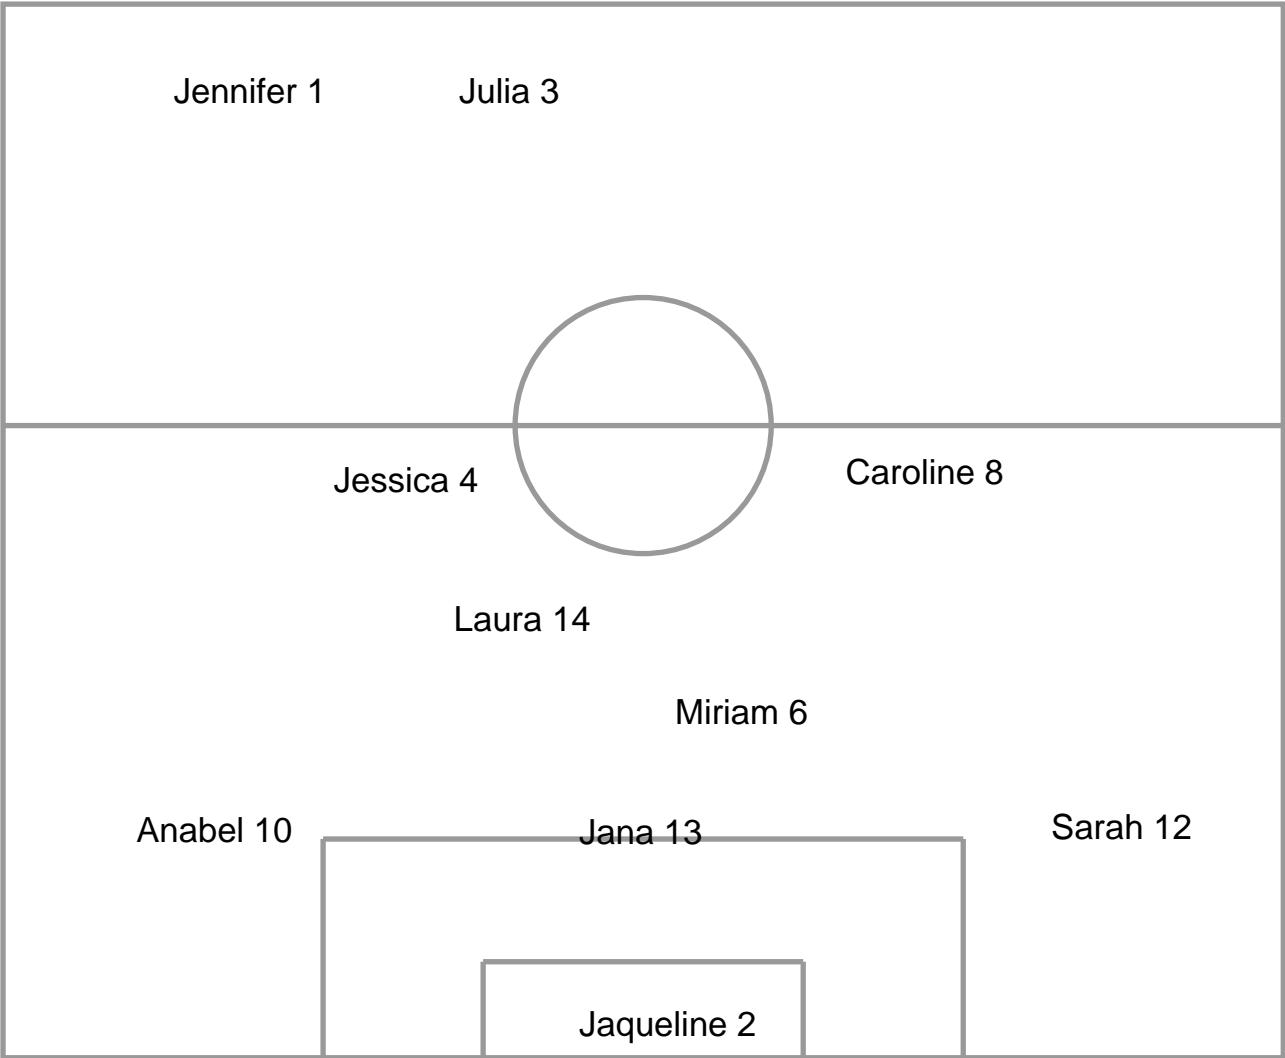 Jennifer 1
Julia 3
Jessica 4
Caroline 8
Laura 14
Miriam 6
Anabel 10
Jana 13
Sarah 12
Jaqueline 2